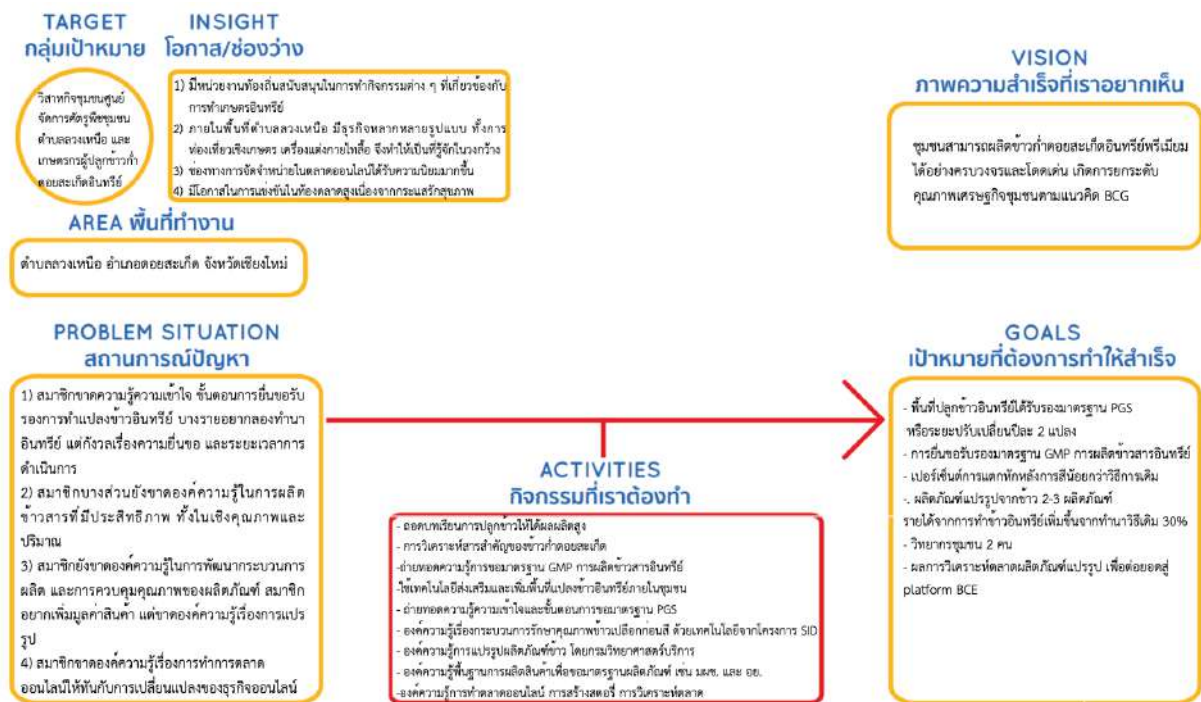 TARGET
กลุ่มเป้าหมาย
วิสาหกิจชุมชนศูนย์
จัดการศัตรูพืชชุมชน
ตำบลลวงเหนือ และ
เกษตรกรผู้ปลูกข้าวก่ำ
ดอยสะเก็ดอินทรีย์
INSIGHT
โอกาส/ช่องว่าง
1) มีหน่วยงานท้องถิ่นสนับสนุนในการทำกิจกรรมต่าง ๆ ที่เกี่ยวข้องกับ
การทำเกษตรอินทรีย์
2) ภายในพื้นที่ตำบลลวงเหนือ มีธุรกิจหลากหลายรูปแบบ ทั้งการ
ท่องเที่ยวเชิงเกษตร เครื่องแต่งกายไทลื้อ จึงทำให้เป็นที่รู้จักในวงกว้าง
3) ช่องทางการจัดจำหน่ายในตลาดออนไลน์ได้รับความนิยมมากขึ้น
4) มีโอกาสในการแข่งขันในท้องตลาดสูงเนื่องจากกระแสรักสุขภาพ
AREA พื้นที่ทำงาน
ตำบลลวงเหนือ อำเภอดอยสะเก็ด จังหวัดเชียงใหม่
VISION
ภาพความสำเร็จที่เราอยากเห็น
ชุมชนสามารถผลิตข้าวก่ำดอยสะเก็ดอินทรีย์พรีเมียม
ได้อย่างครบวงจรและโดดเด่น เกิดการยกระดับ
คุณภาพเศรษฐกิจชุมชนตามแนวคิด BCG
PROBLEM SITUATION
สถานการณ์ปัญหา
1) สมาชิกขาดความรู้ความเข้าใจ ขั้นตอนการยื่นขอรับ
รองการทำแปลงข้าวอินทรีย์ บางรายอยากลองทำนา
อินทรีย์ แต่กังวลเรื่องความยื่นขอ และระยะเวลาการ
ดำเนินการ
2) สมาชิกบางส่วนยังขาดองค์ความรู้ในการผลิต
ข้าวสารที่มีประสิทธิภาพ ทั้งในเชิงคุณภาพและ
ปริมาณ
3) สมาชิกยังขาดองค์ความรู้ในการพัฒนากระบวนการ
ผลิต และการควบคุมคุณภาพของผลิตภัณฑ์ สมาชิก
อยากเพิ่มมูลค่าสินค้า แต่ขาดองค์ความรู้เรื่องการแปร
รูป
4) สมาชิกขาดองค์ความรู้เรื่องการทำการตลาด
ออนไลน์ให้ทันกับการเปลี่ยนแปลงของธุรกิจออนไลน์
ACTIVITIES
กิจกรรมที่เราต้องทำ
- ถอดบทเรียนการปลูกข้าวให้ได้ผลผลิตสูง
- การวิเคราะห์สารสำคัญของข้าวก่ำดอยสะเก็ด
-ถ่ายทอดความรู้การขอมาตรฐาน GMP การผลิตข้าวสารอินทรีย์
-ใช้เทคโนโลยีส่งเสริมและเพิ่มพื้นที่แปลงข้าวอินทรีย์ภายในชุมชน
- ถ่ายทอดความรู้ความเข้าใจและขั้นตอนการขอมาตรฐาน PGS
- องค์ความรู้เรื่องกระบวนการรักษาคุณภาพข้าวเปลือกก่อนสี ด้วยเทคโนโลยีจากโครงการ SID
- องค์ความรู้การแปรรูปผลิตภัณฑ์ข้าว โดยกรมวิทยาศาสตร์บริการ
- องค์ความรู้พื้นฐานการผลิตสินค้าเพื่อขอมาตรฐานผลิตภัณฑ์ เช่น มผช. และ อย.
-องค์ความรู้การทำตลาดออนไลน์ การสร้างสตอรี่ การวิเคราะห์ตลาด
GOALS
เป้าหมายที่ต้องการทำให้สำเร็จ
- พื้นที่ปลูกข้าวอินทรีย์ได้รับรองมาตรฐาน PGS
หรือระยะปรับเปลี่ยนปีละ 2 แปลง
- การยื่นขอรับรองมาตรฐาน GMP การผลิตข้าวสารอินทรีย์
- เปอร์เซ็นต์การแตกหักหลังการสีน้อยกว่าวิธีการเดิม
-. ผลิตภัณฑ์แปรรูปจากข้าว 2-3 ผลิตภัณฑ์
รายได้จากการทำข้าวอินทรีย์เพิ่มขึ้นจากทำนาวิธีเดิม 30%
- วิทยากรชุมชน 2 คน
- ผลการวิเคราะห์ตลาดผลิตภัณฑ์แปรรูป เพื่อต่อยอดสู่
platform BCE